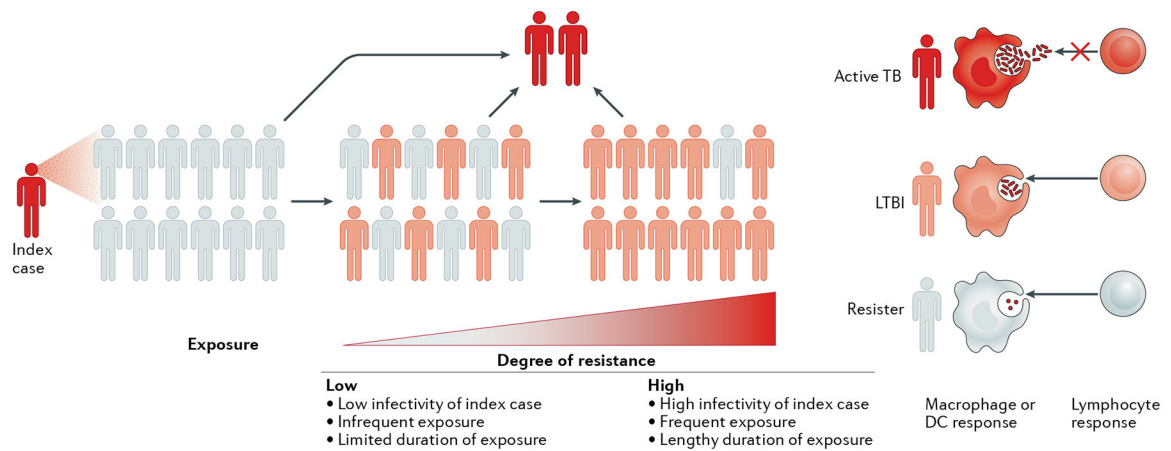 Active TB
LTBI
Index
case
Resister
Exposure
Degree of resistance
Low
• Low infectivity of index case
• Infrequent exposure
• Limited duration of exposure
High
• High infectivity of index case
• Frequent exposure
• Lengthy duration of exposure
Macrophage or
DC response
Lymphocyte
response